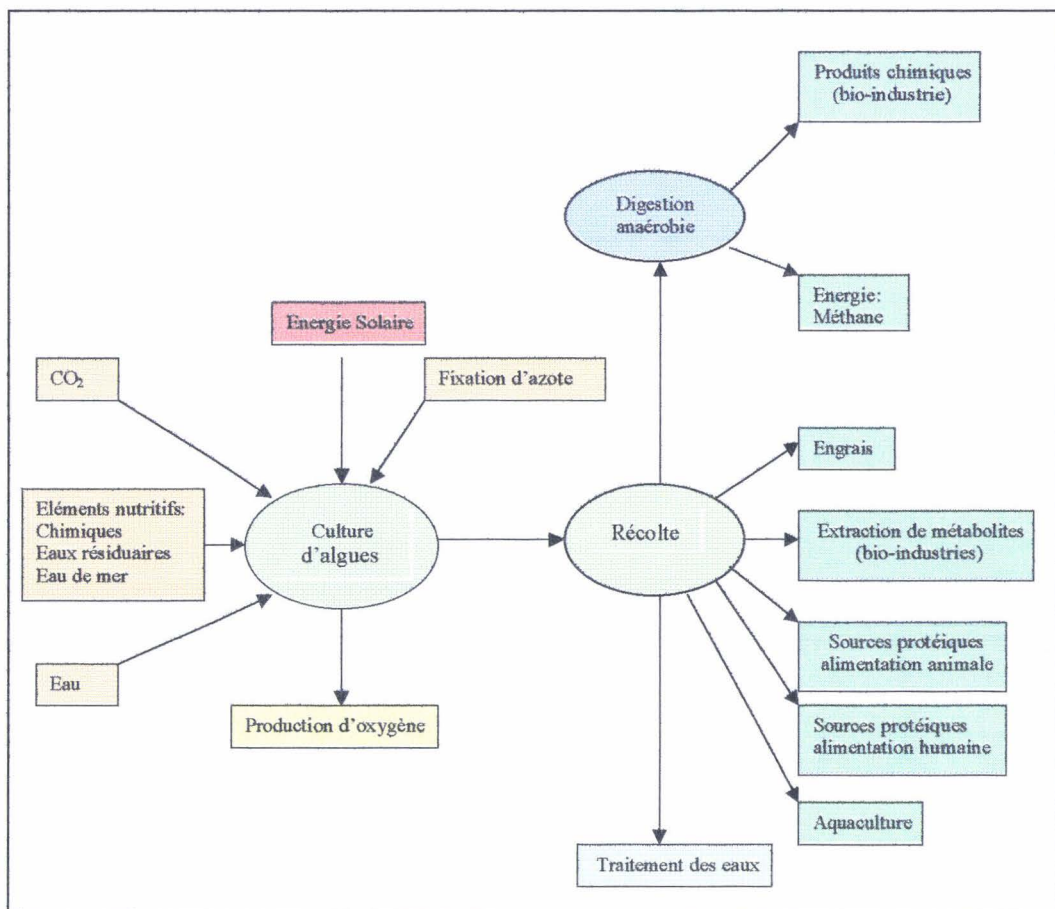 Produits chimiques
(bio-industrie)
Digestion
anaérobie
Energie:
Méthane
Energie Solaire
CO₂
Fixation d'azote
Engrais
Eléments nutritifs:
Chimiques
Eaux résiduaires
Eau de mer
Culture
d'algues
Récolte
Extraction de métabolites
(bio-industries)
Sources protéiques
alimentation animale
Eau
Production d'oxygène
Sources protéiques
alimentation humaine
Aquaculture
Traitement des eaux